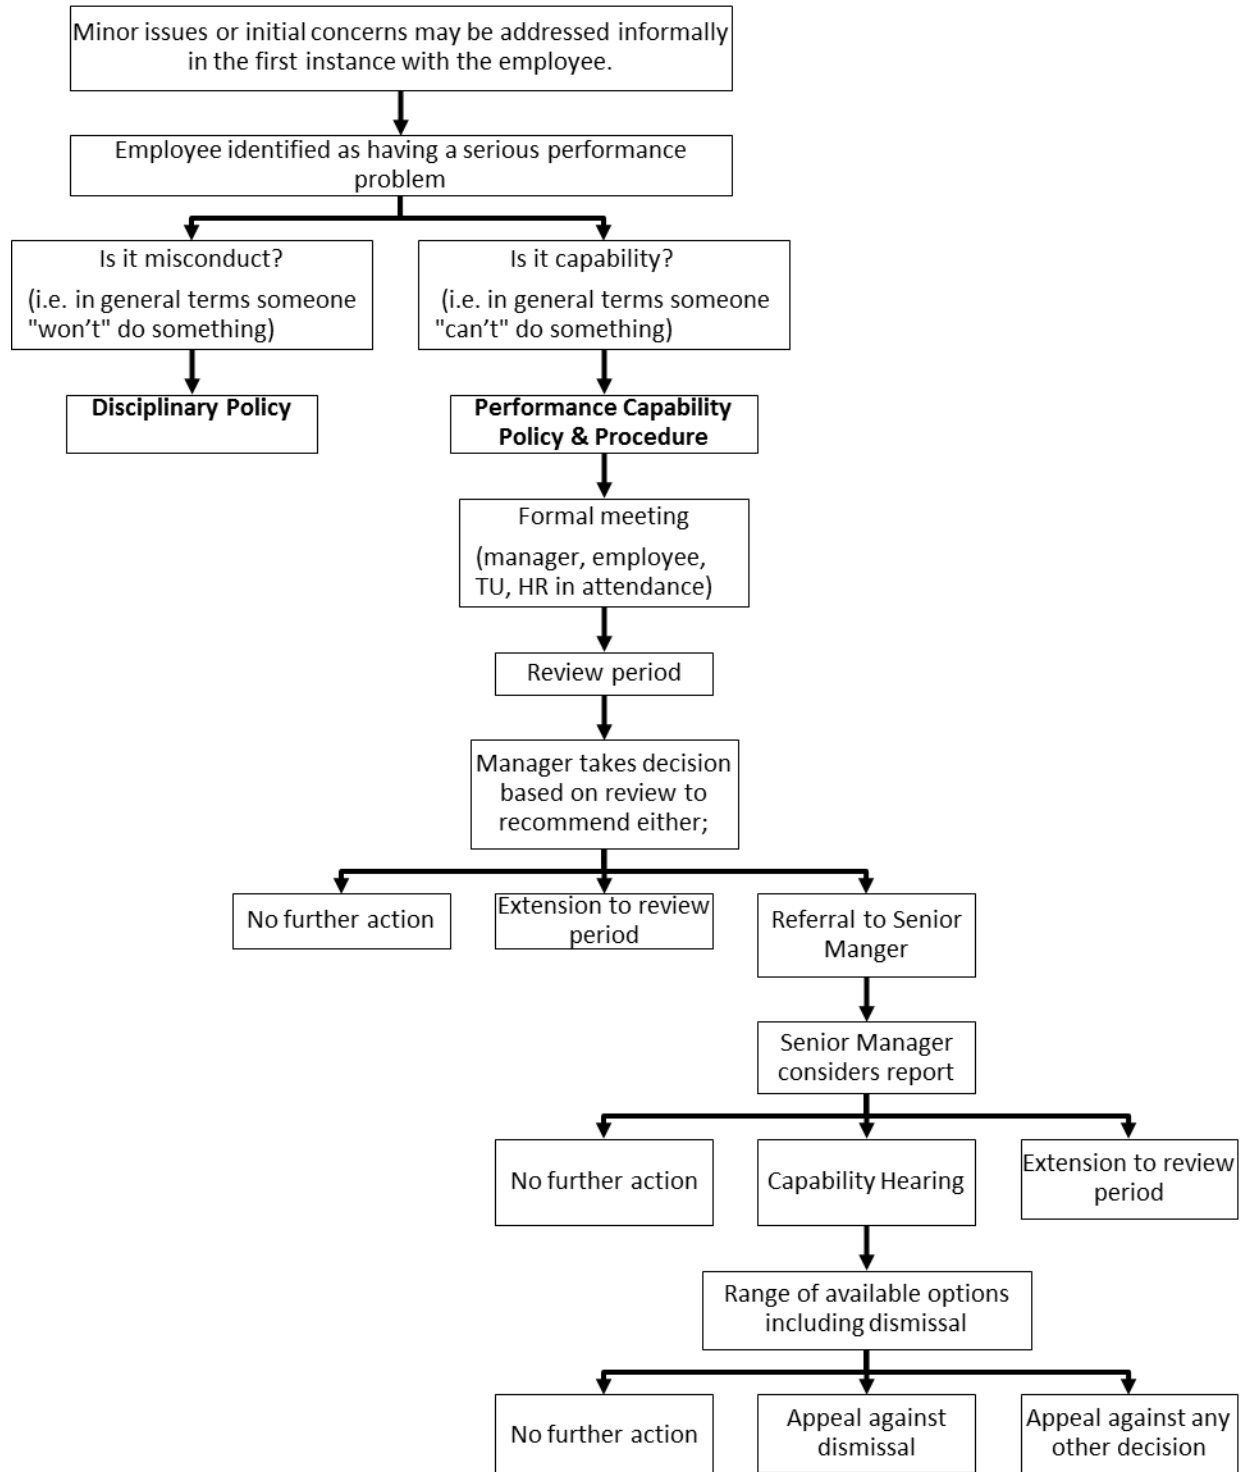 Minor issues or initial concerns may be addressed informally
in the first instance with the employee.
Employee identified as having a serious performance
problem
Is it misconduct?
(i.e. in general terms someone
"won’t" do something)
Is it capability?
(i.e. in general terms someone
"can’t" do something)
Disciplinary Policy
Performance Capability
Policy & Procedure
Formal meeting
(manager, employee,
TU, HR in attendance)
Review period
Manager takes decision
based on review to
recommend either;
No further action
Extension to review
period
Referral to Senior
Manger
Senior Manager
considers report
No further action
Capability Hearing
Extension to review
period
Range of available options
including dismissal
No further action
Appeal against
dismissal
Appeal against any
other decision